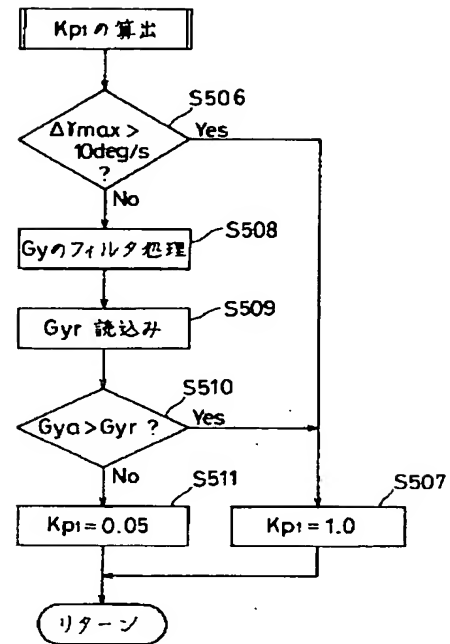 Kp1の算出
S506
Δγmax>
10deg/s
?
Yes
No
Gyのフィルタ処理
S508
Gyr 読込み
S509
S510
Gya>Gyr ?
Yes
No
S511
Kp1=0.05
S507
Kp1=1.0
リターン